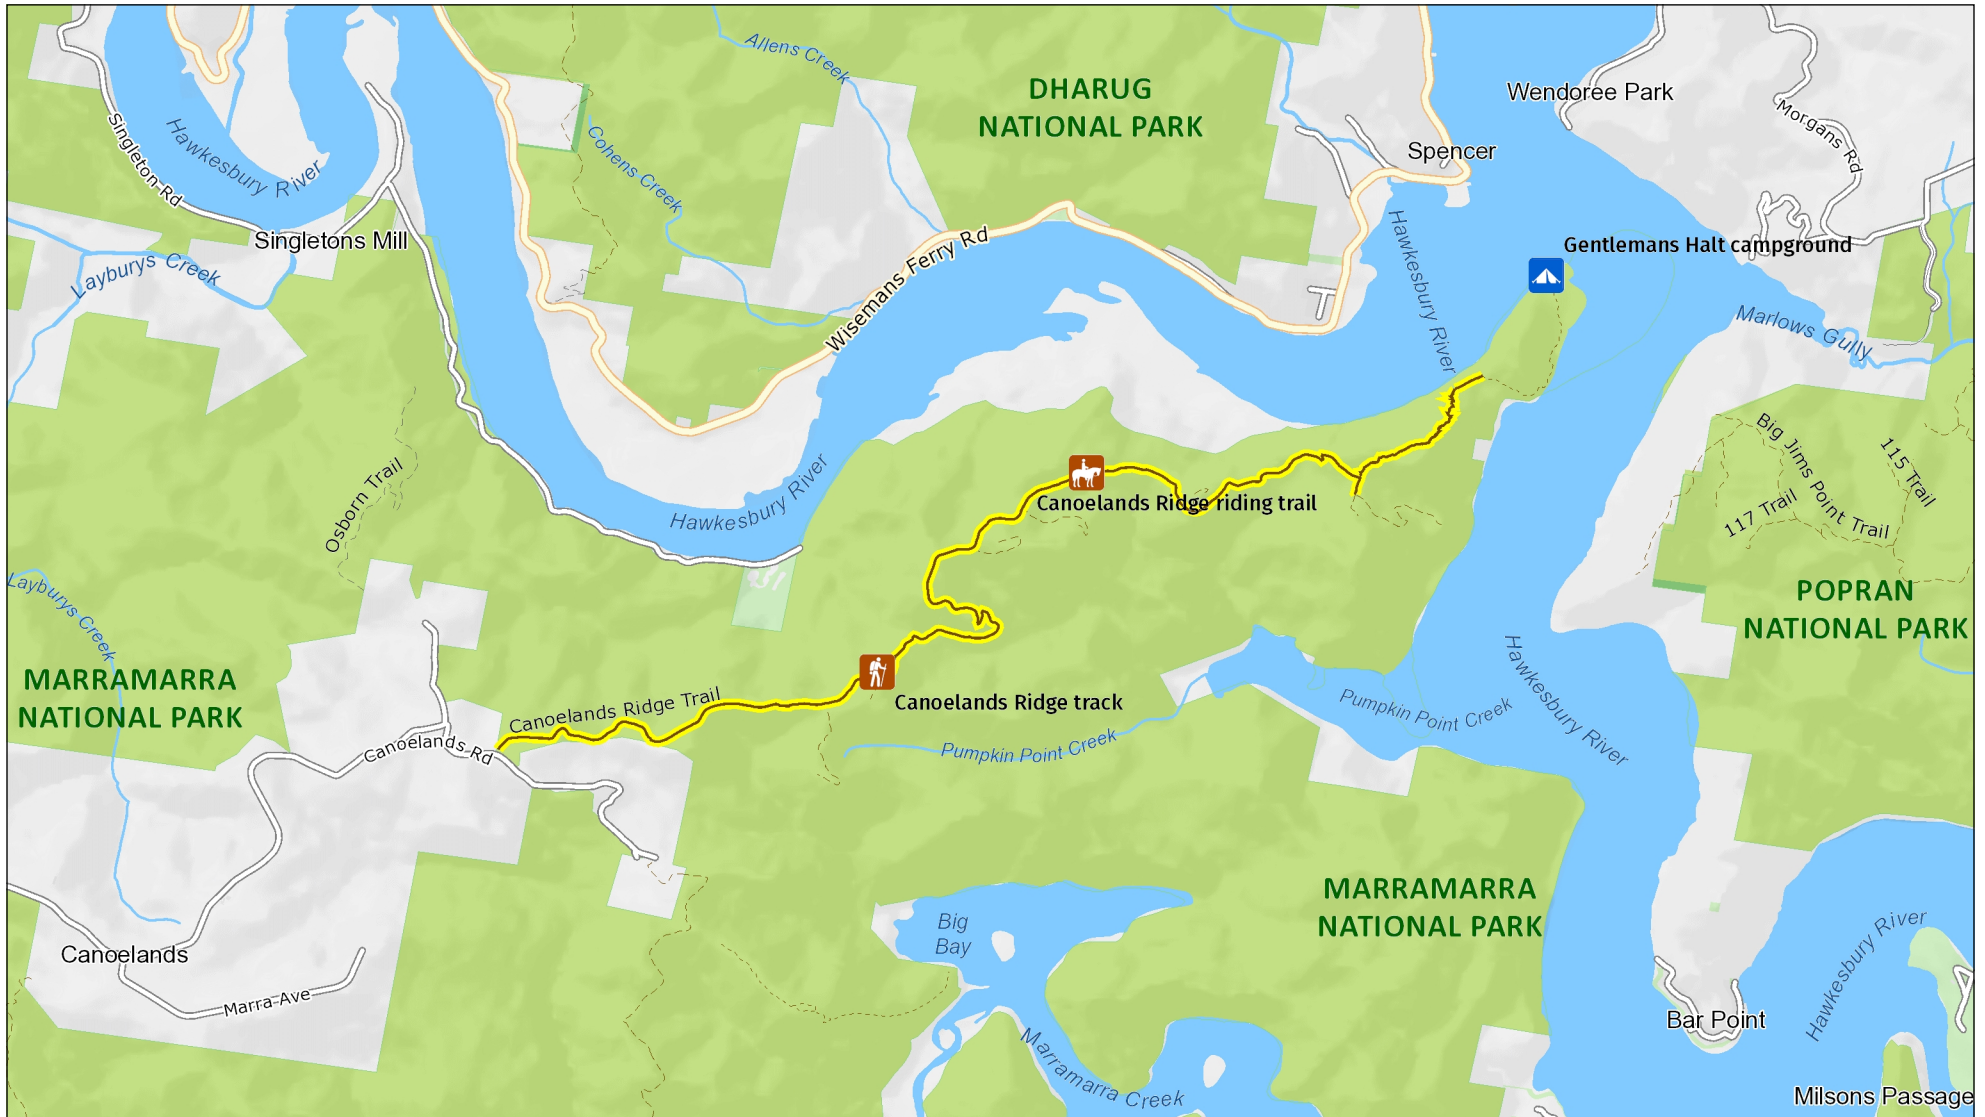 Allens Creek
DHARUG
NATIONAL PARK
Wendoree Park
Morgans Rd
Singleton Rd
Hawkesbury River
Cohens Creek
Spencer
Singletons Mill
Layburys Creek
Wisemans Ferry Rd
Hawkesbury River
Gentlemans Halt campground
Marlows Gully
Osborn Trail
Hawkesbury River
Canoelands Ridge riding trail
Big Jims Point Trail
115 Trail
117 Trail
Layburys Creek
POPRAN
NATIONAL PARK
MARRAMARRA
NATIONAL PARK
Canoelands Ridge Trail
Canoelands Ridge track
Canoelands Rd
Pumpkin Point Creek
Pumpkin Point Creek
Hawkesbury River
MARRAMARRA
NATIONAL PARK
Big
Bay
Canoelands
Marra Ave
Hawkesbury River
Bar Point
Marramarra Creek
Milsons Passage